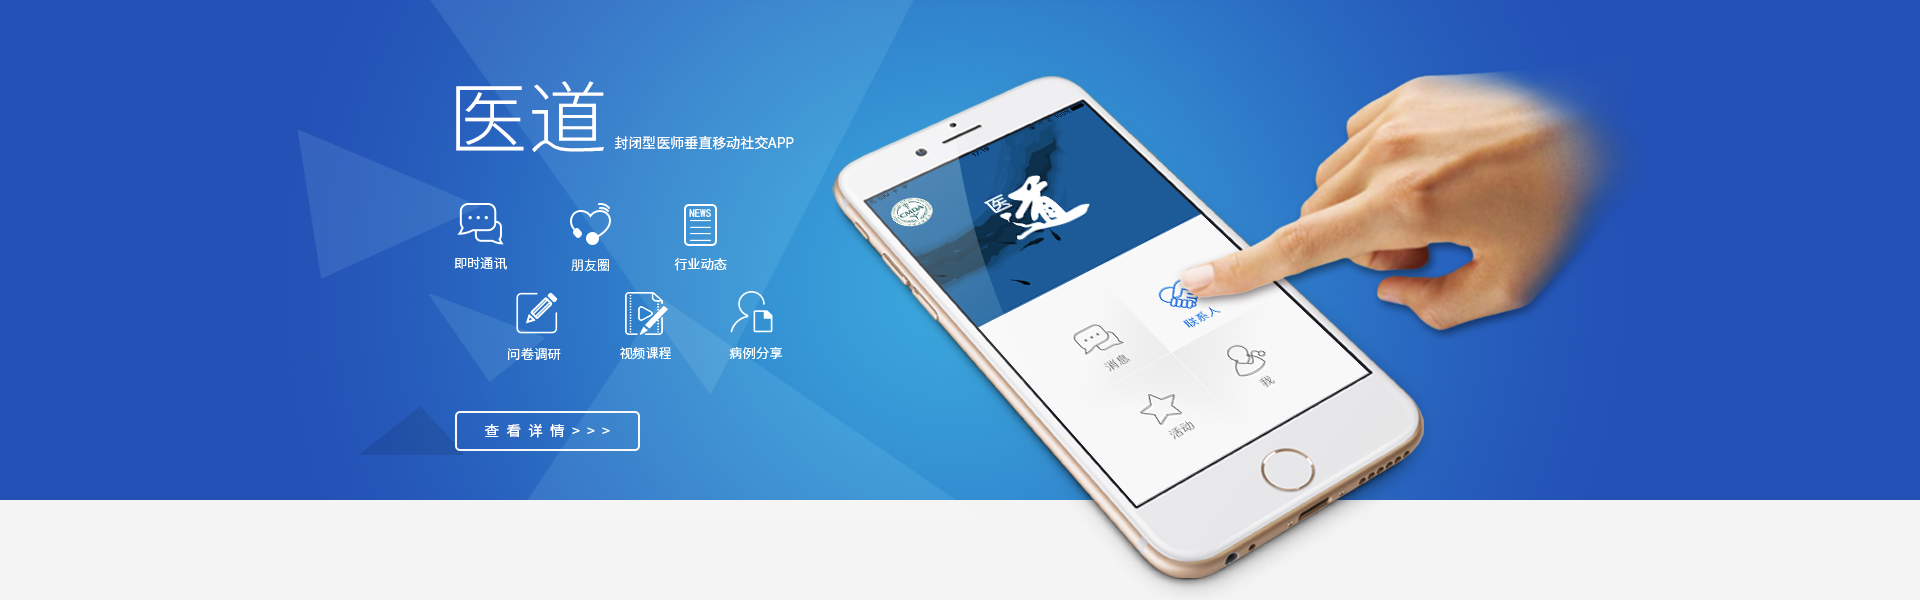 医道
封闭型医师垂直移动社交APP
即时通讯
朋友圈
NEWS
行业动态
问卷调研
视频课程
病例分享
查看详情>>>
CMDA
医道
联系人
消息
我
活动